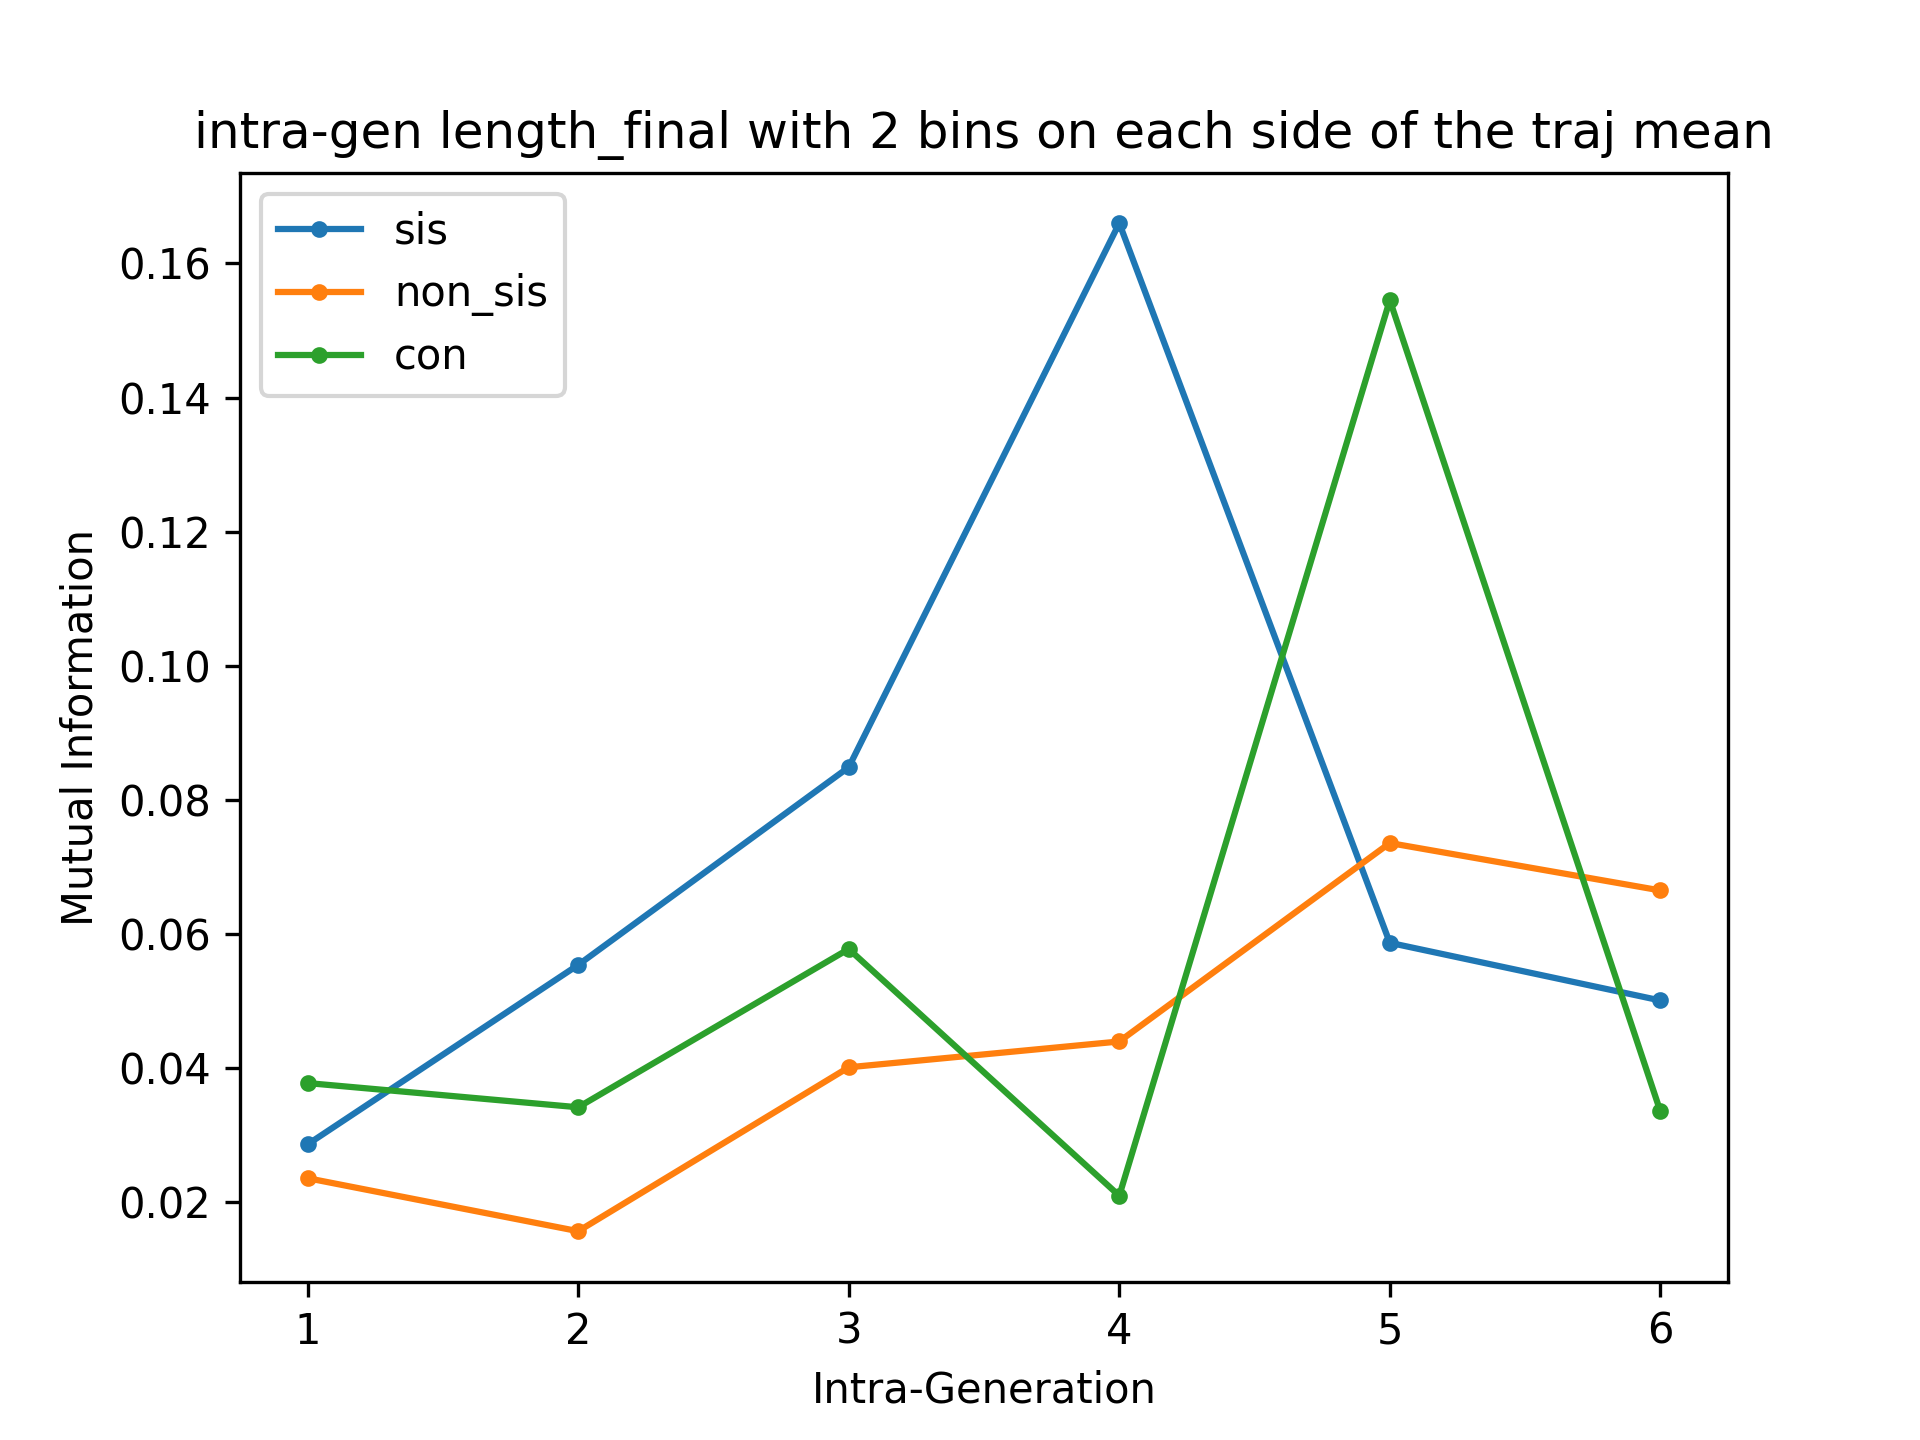 intra-gen length_final with 2 bins on each side of the traj mean
sis
non_sis
con
0.16
0.14
0.12
0.10
0.08
0.06
0.04
0.02
Mutual Information
1 2 3 4 5 6
Intra-Generation